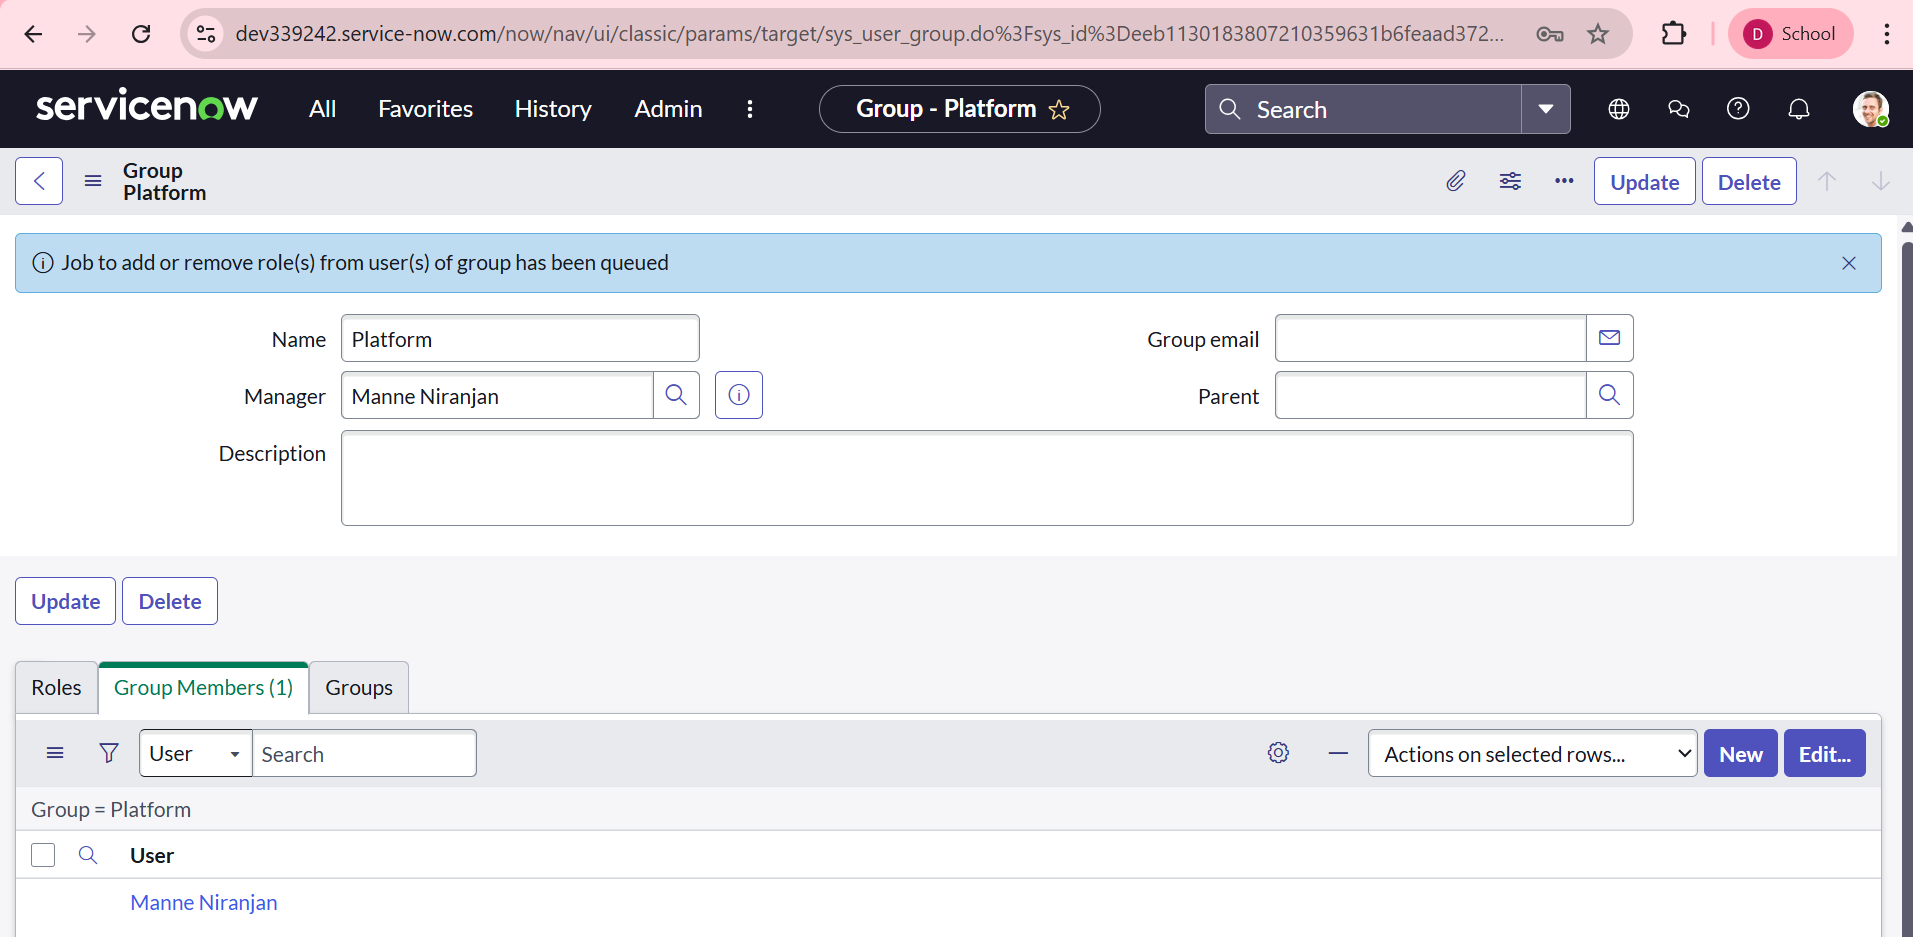 dev339242.service-now.com/now/nav/ui/classic/params/target/sys_user_group.do%3Fsys_id%3Deeb1130183807210359631b6feaad372...
D School
servicenow All Favorites History Admin Group - Platform Search
Group
Platform
Update Delete
Job to add or remove role(s) from user(s) of group has been queued
Name Platform Group email
Manager Manne Niranjan Parent
Description
Update Delete
Roles Group Members (1) Groups
User Search Actions on selected rows... New Edit...
Group = Platform
User
Manne Niranjan